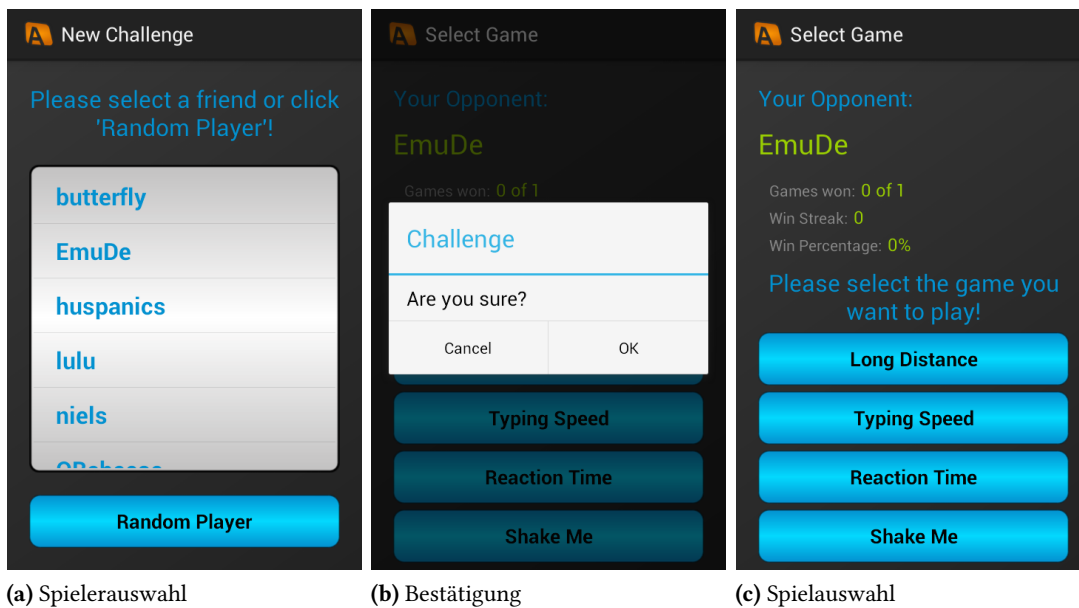 New Challenge
Please select a friend or click
'Random Player'!
butterfly
EmuDe
huspanics
lulu
niels
Random Player
(a) Spielerauswahl
Select Game
Your Opponent:
EmuDe
Games won: 0 of 1
Challenge
Are you sure?
Cancel OK
Typing Speed
Reaction Time
Shake Me
(b) Bestätigung
Select Game
Your Opponent:
EmuDe
Games won: 0 of 1
Win Streak: 0
Win Percentage: 0%
Please select the game you
want to play!
Long Distance
Typing Speed
Reaction Time
Shake Me
(c) Spielauswahl